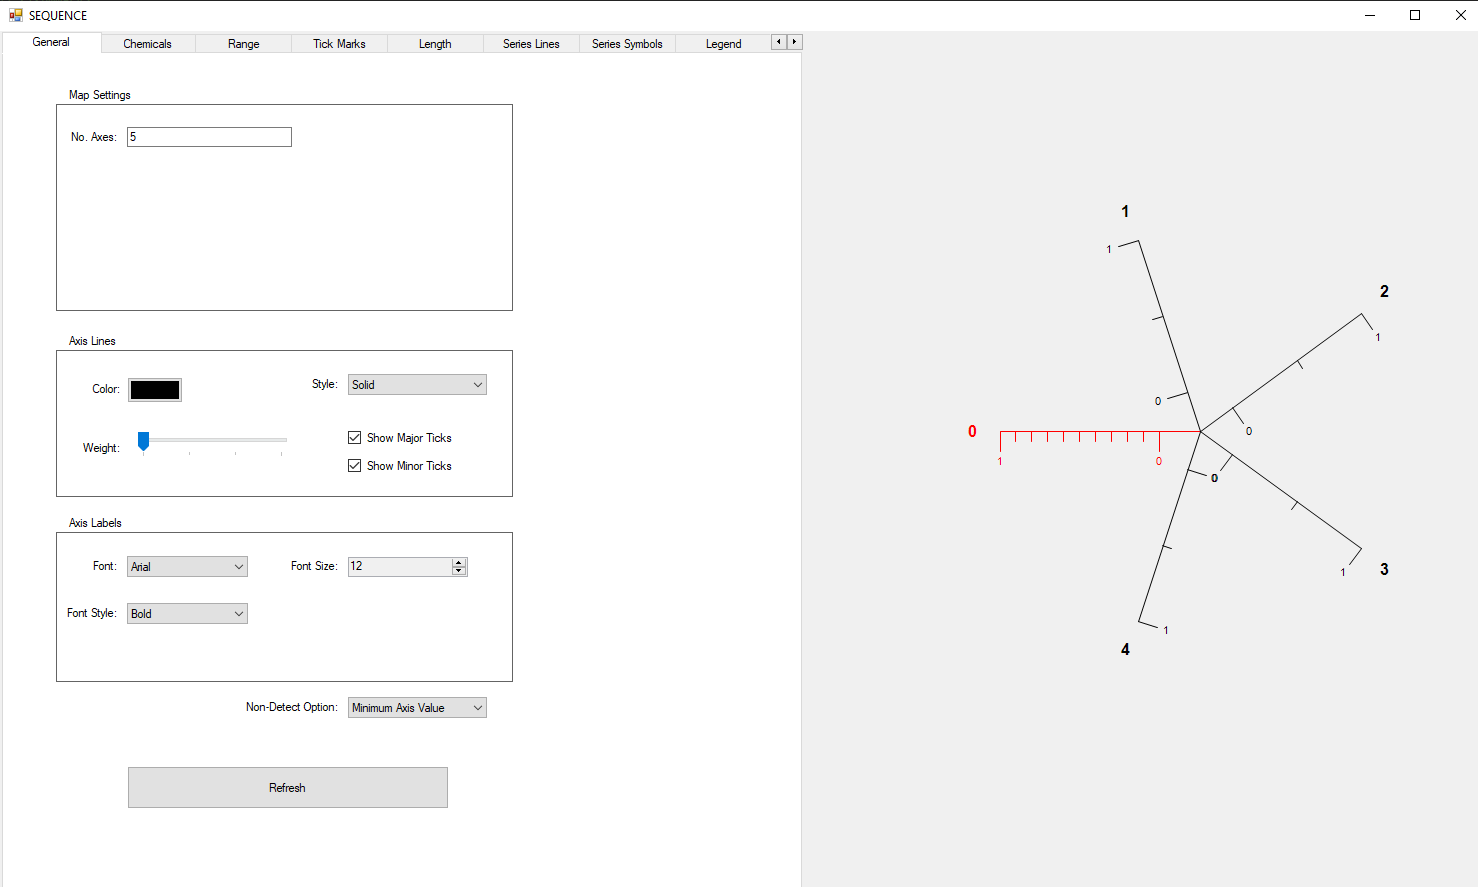 SEQUENCE
General Chemicals Range Tick Marks Length Series Lines Series Symbols Legend
Map Settings
No. Axes: 5
Axis Lines
Color:
Style: Solid
Weight:
Show Major Ticks
Show Minor Ticks
Axis Labels
Font: Arial
Font Size: 12
Font Style: Bold
Non-Detect Option: Minimum Axis Value
Refresh
1
1
2
1
0
0
0
1
0
0
1
3
1
4